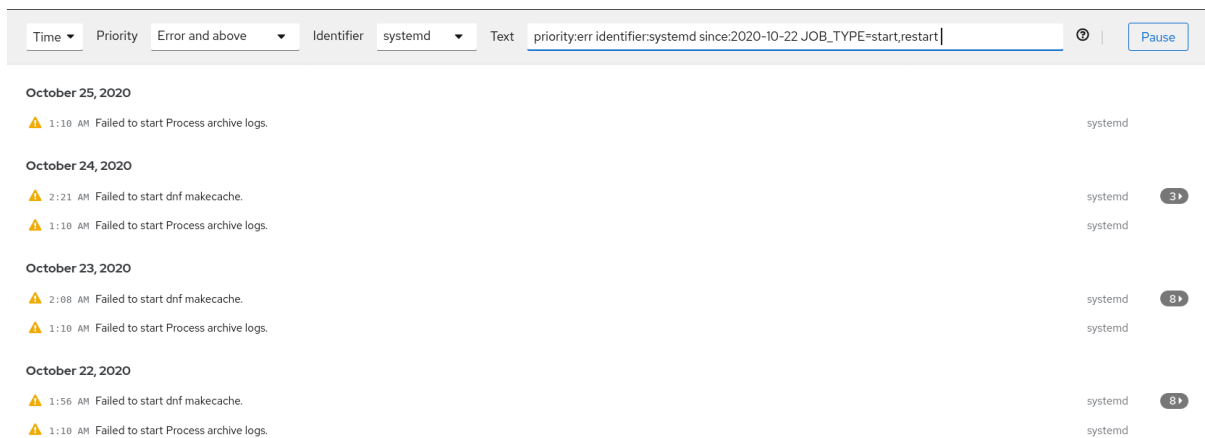 Time Priority Error and above Identifier systemd Text priority:err identifier:systemd since:2020-10-22 JOB_TYPE=start,restart Pause
October 25, 2020
1:10 AM Failed to start Process archive logs. systemd
October 24, 2020
2:21 AM Failed to start dnf makecache. systemd 3
1:10 AM Failed to start Process archive logs. systemd
October 23, 2020
2:08 AM Failed to start dnf makecache. systemd 8
1:10 AM Failed to start Process archive logs. systemd
October 22, 2020
1:56 AM Failed to start dnf makecache. systemd 8
1:10 AM Failed to start Process archive logs. systemd